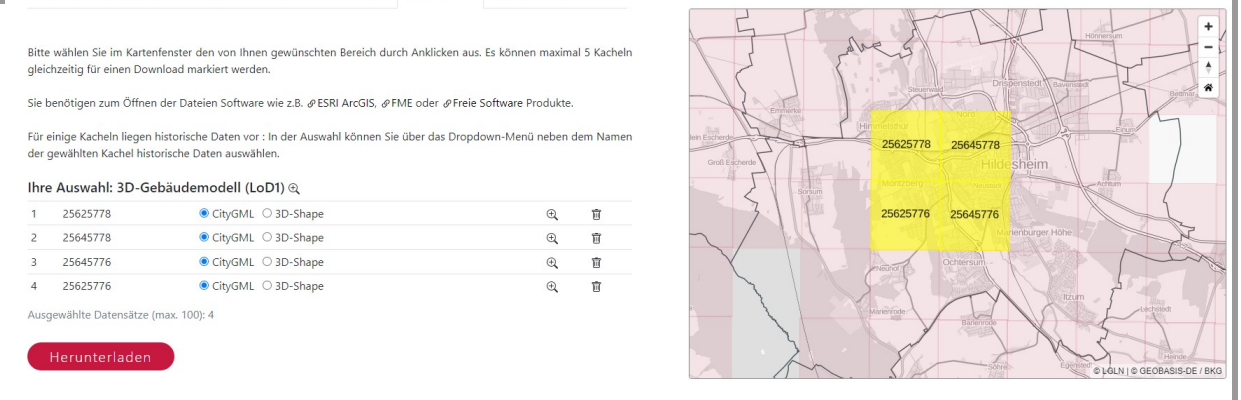 Bitte wählen Sie im Kartenfenster den von Ihnen gewünschten Bereich durch Anklicken aus. Es können maximal 5 Kacheln
gleichzeitig für einen Download markiert werden.
Sie benötigen zum Öffnen der Dateien Software wie z.B. ESRI ArcGIS, FME oder Freie Software Produkte.
Für einige Kacheln liegen historische Daten vor : In der Auswahl können Sie über das Dropdown-Menü neben dem Namen
der gewählten Kachel historische Daten auswählen.
Ihre Auswahl: 3D-Gebäudemodell (LoD1)
1 25625778 CityGML 3D-Shape
2 25645778 CityGML 3D-Shape
3 25645776 CityGML 3D-Shape
4 25625776 CityGML 3D-Shape
Ausgewählte Datensätze (max. 100): 4
Herunterladen
Hönnersum
Drispenstedt
Bavenstedt
Steuerwald
Bettmar
Emmerke
Nord
Himmelsthür
Einum
25625778
25645778
Groß Escherde
Hildesheim
Sorsum
Moritzberg
Neustadt
Achtum
25625776
25645776
Marienburger Höhe
Ochtersum
Neuhof
Itzum
Marienrode
Lechstedt
Barienrode
Heinde
Söhre
Egenstedt
© LGLN | © GEOBASIS-DE / BKG